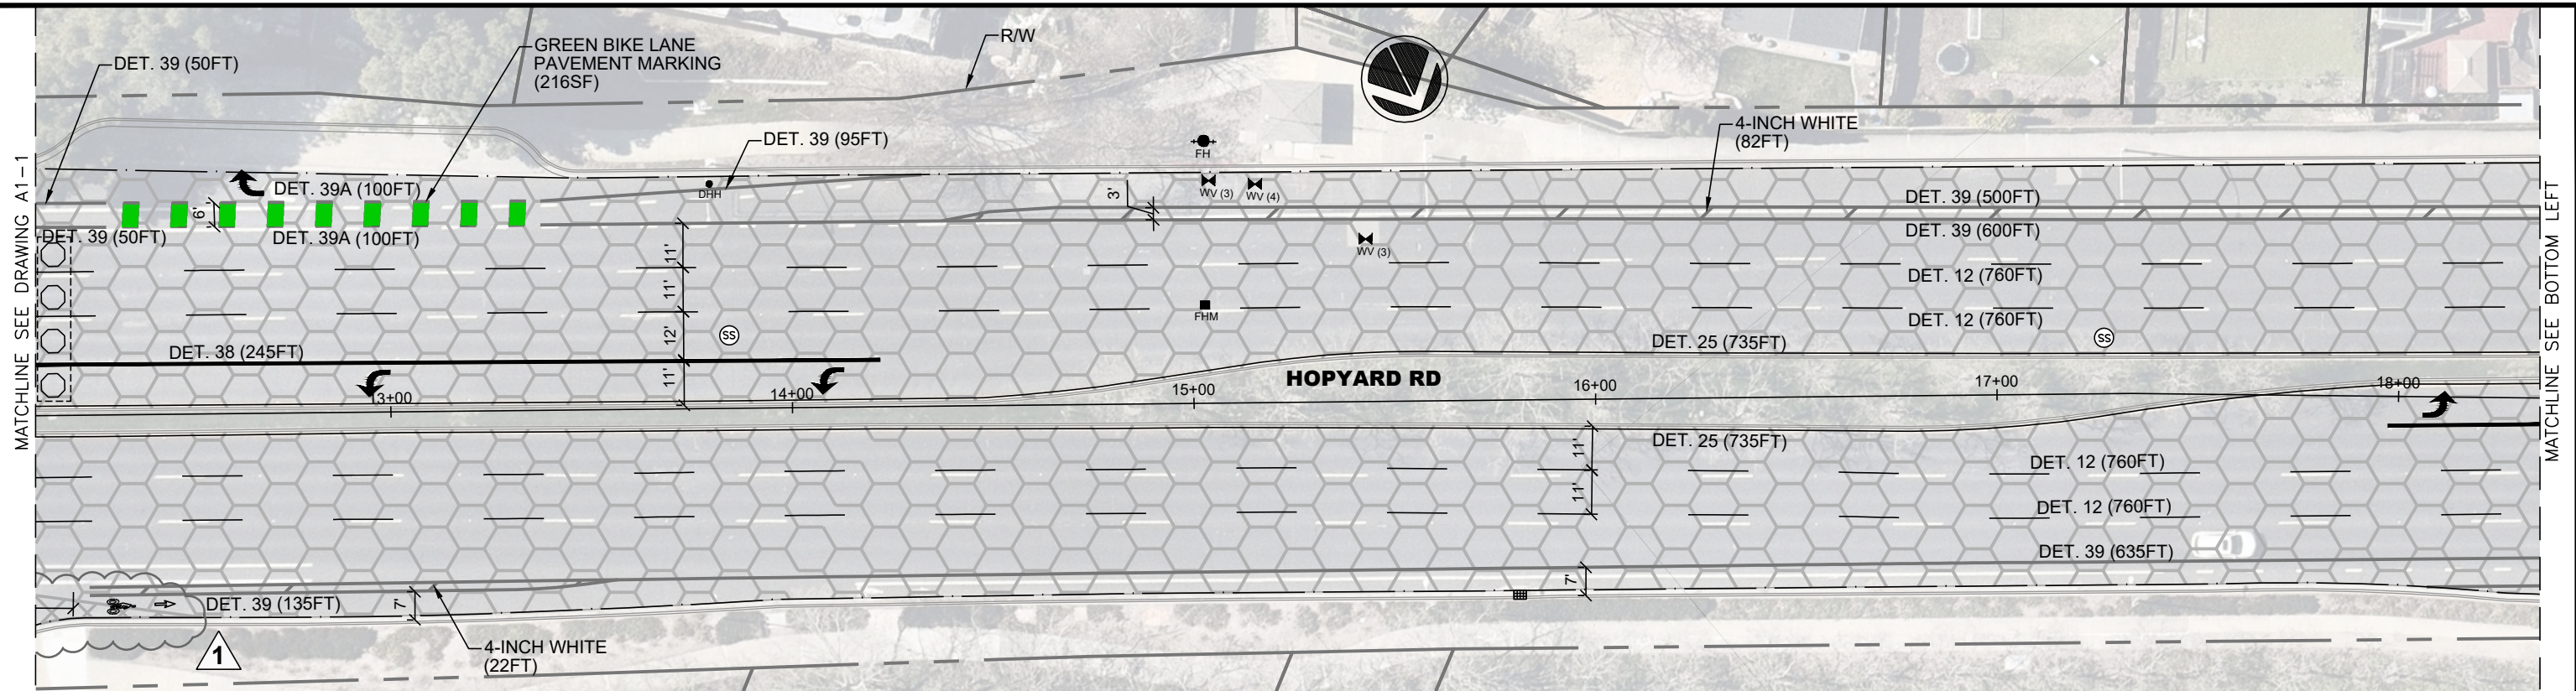 MATCHLINE SEE DRAWING A1-1
DET. 39 (50FT)
GREEN BIKE LANE
PAVEMENT MARKING
(216SF)
R/W
DET. 39 (95FT)
4-INCH WHITE
(82FT)
FH
DET. 39A (100FT)
DHH
WV (3)
WV (4)
3'
DET. 39 (500FT)
6'
DET. 39 (50FT)
DET. 39A (100FT)
DET. 39 (600FT)
WV (3)
11'
11'
12'
11'
DET. 12 (760FT)
FHM
DET. 12 (760FT)
SS
SS
DET. 38 (245FT)
DET. 25 (735FT)
HOPYARD RD
13+00
14+00
15+00
16+00
17+00
18+00
DET. 25 (735FT)
11'
11'
DET. 12 (760FT)
DET. 12 (760FT)
DET. 39 (635FT)
7'
DET. 39 (135FT)
7'
1
4-INCH WHITE
(22FT)
MATCHLINE SEE BOTTOM LEFT